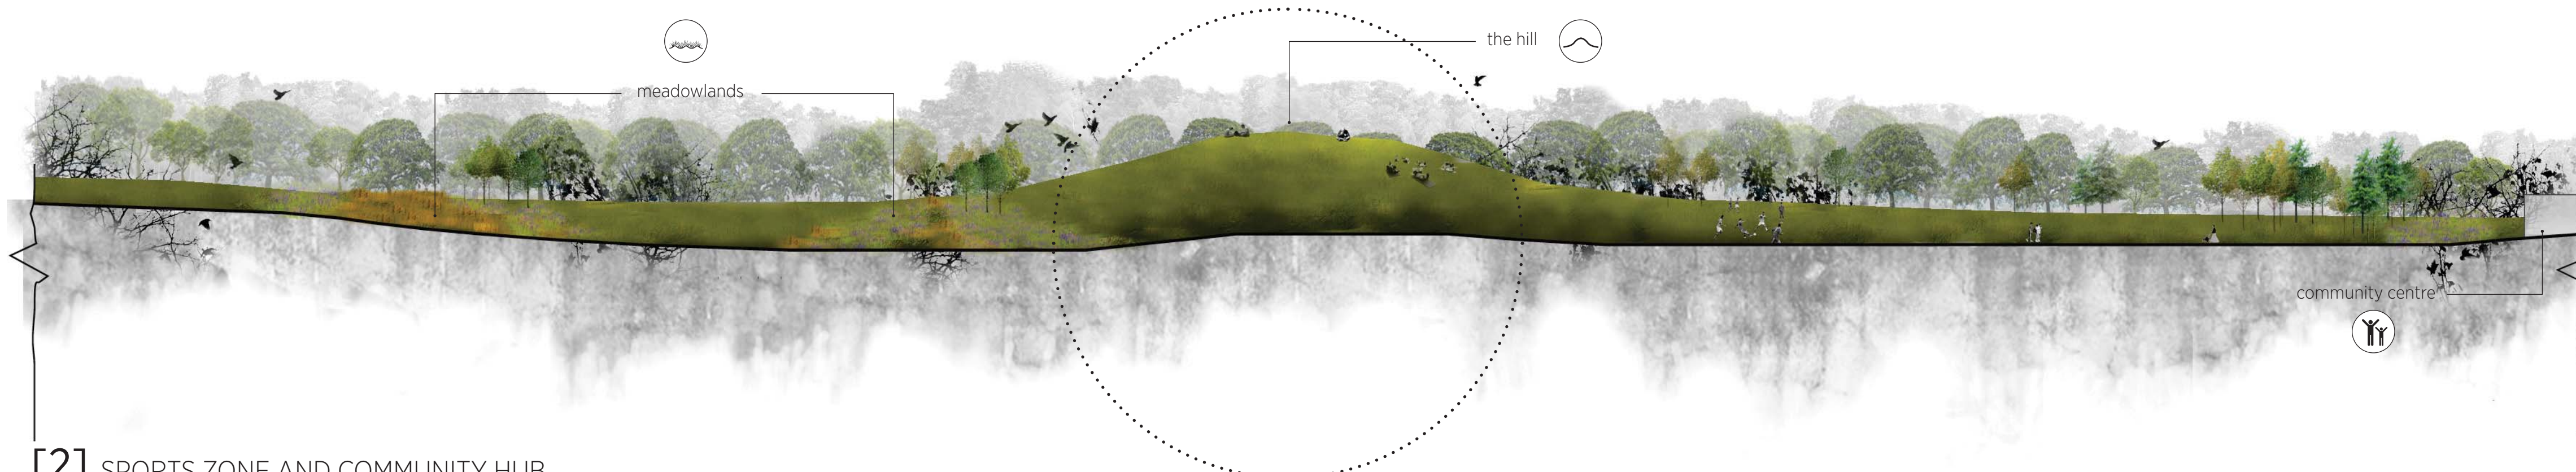 the hill
meadowlands
community centre
[2] SPORTS ZONE AND COMMUNITY HUB